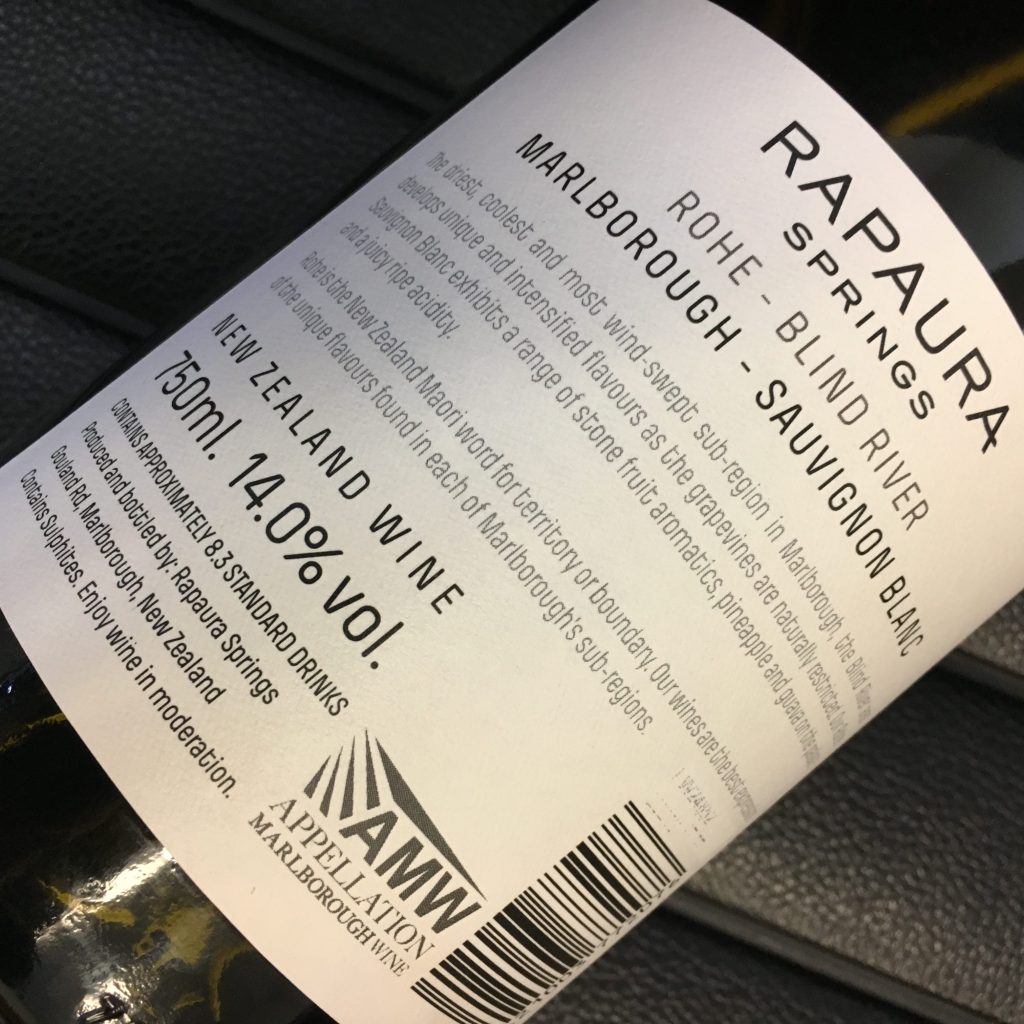 RAPAURA
SPRINGS
ROHE - BLIND RIVER
MARLBOROUGH - SAUVIGNON BLANC
The driest, coolest and most wind-swept sub-region in Marlborough, the Blind River
develops unique and intensified flavours as the grapevines are naturally restricted.
Sauvignon Blanc exhibits a range of stone fruit aromatics, pineapple and guava on the
and a juicy ripe acidity.
Rohe is the New Zealand Maori word for territory or boundary. Our wines are the best
of the unique flavours found in each of Marlborough's sub-regions.
NEW ZEALAND WINE
750ml. 14.0% vol.
CONTAINS APPROXIMATELY 8.3 STANDARD DRINKS
Produced and bottled by: Rapaura Springs
Gouland Rd, Marlborough, New Zealand
Contains Sulphites. Enjoy wine in moderation.
AMW
APPELLATION
MARLBOROUGH WINE